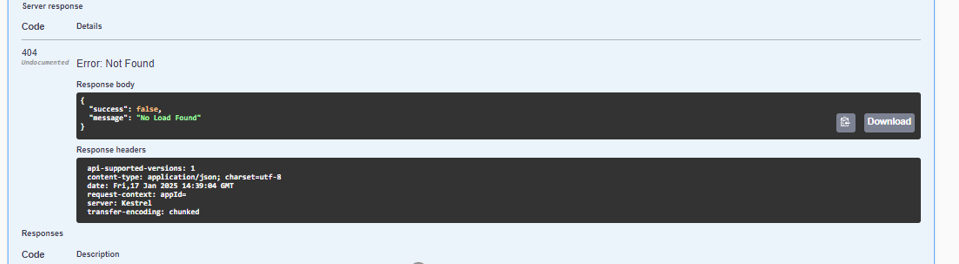 Server response
Code Details
404
Undocumented
Error: Not Found
Response body
{
  "success": false,
  "message": "No Load Found"
}
Download
Response headers
api-supported-versions: 1
content-type: application/json; charset=utf-8
date: Fri,17 Jan 2025 14:39:04 GMT
request-context: appId=
server: Kestrel
transfer-encoding: chunked
Responses
Code Description